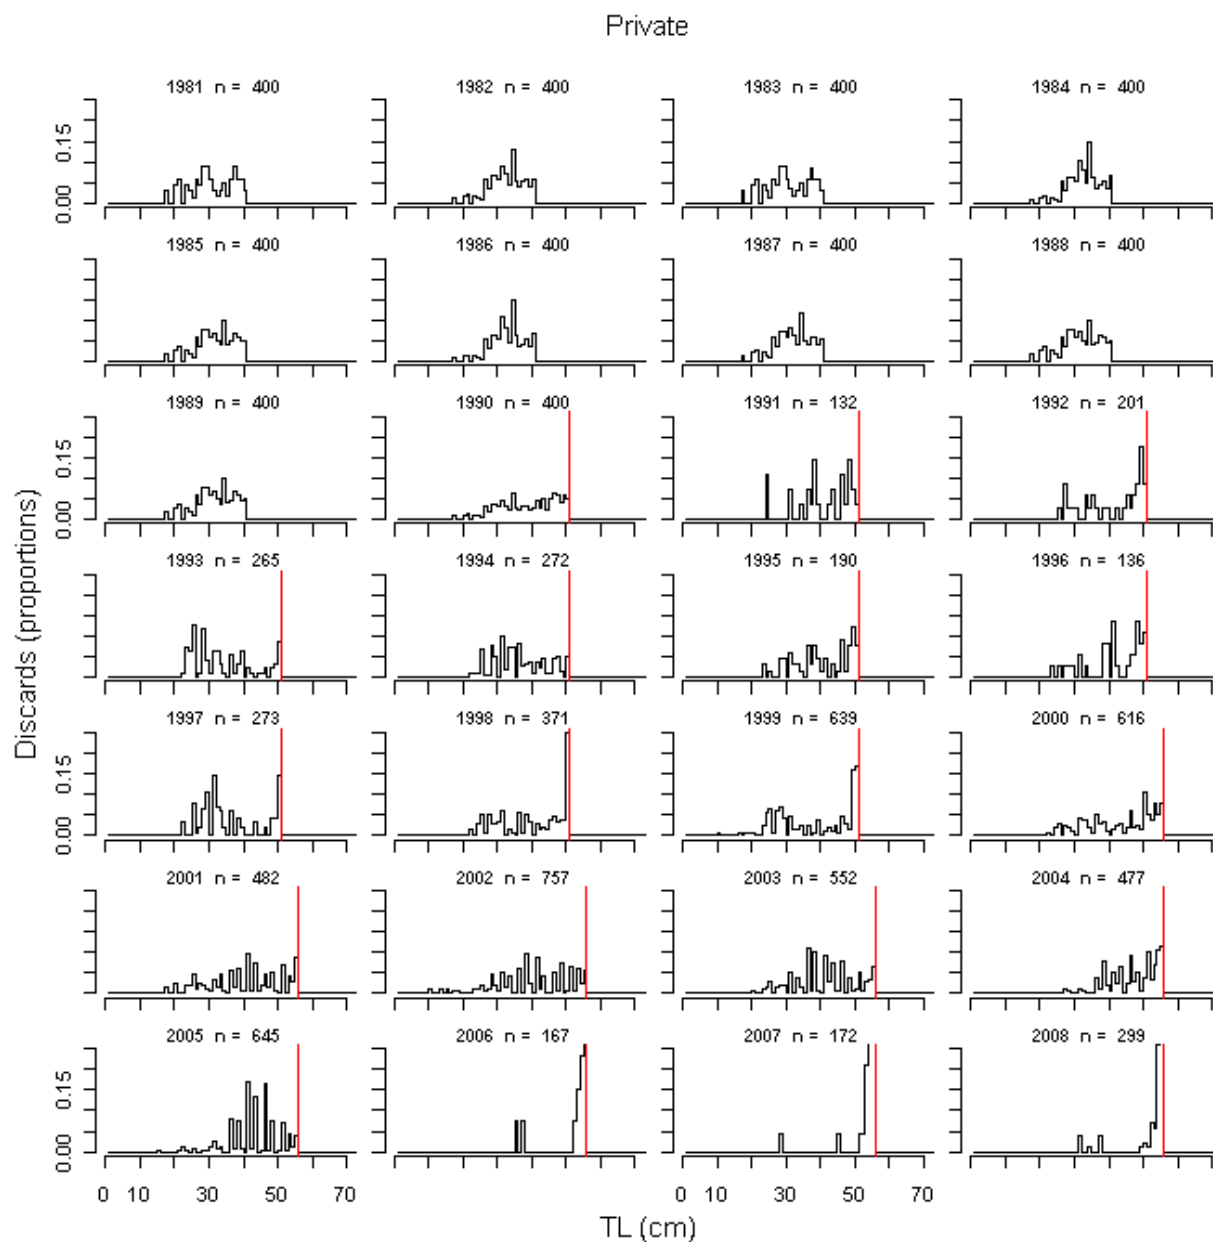 Private
1981 n = 400
1982 n = 400
1983 n = 400
1984 n = 400
0.15
0.00
1985 n = 400
1986 n = 400
1987 n = 400
1988 n = 400
1989 n = 400
1990 n = 400
1991 n = 132
1992 n = 201
0.15
0.00
Discards (proportions)
1993 n = 265
1994 n = 272
1995 n = 190
1996 n = 136
1997 n = 273
1998 n = 371
1999 n = 639
2000 n = 616
0.15
0.00
2001 n = 482
2002 n = 757
2003 n = 552
2004 n = 477
2005 n = 645
2006 n = 167
2007 n = 172
2008 n = 299
0.15
0.00
0 10 30 50 70
0 10 30 50 70
TL (cm)